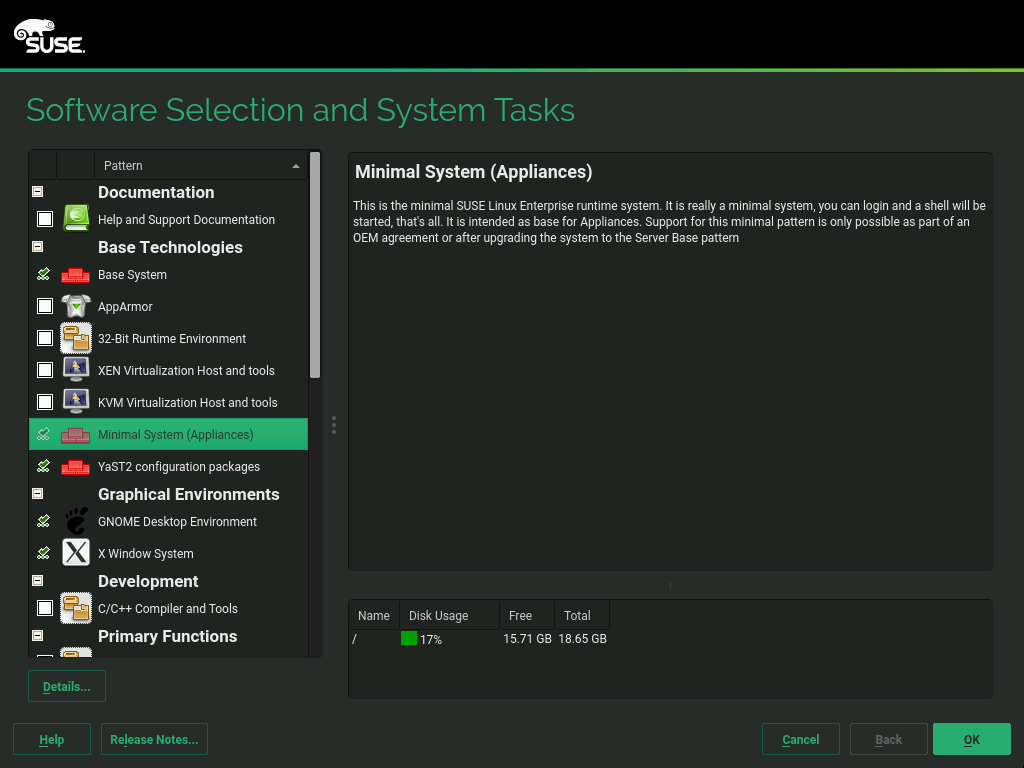 SUSE.
Software Selection and System Tasks
Pattern
Documentation
Help and Support Documentation
Base Technologies
Base System
AppArmor
32-Bit Runtime Environment
XEN Virtualization Host and tools
KVM Virtualization Host and tools
Minimal System (Appliances)
YaST2 configuration packages
Graphical Environments
GNOME Desktop Environment
X Window System
Development
C/C++ Compiler and Tools
Primary Functions
Details...
Minimal System (Appliances)
This is the minimal SUSE Linux Enterprise runtime system. It is really a minimal system, you can login and a shell will be
started, that's all. It is intended as base for Appliances. Support for this minimal pattern is only possible as part of an
OEM agreement or after upgrading the system to the Server Base pattern
Name Disk Usage Free Total
/ 17% 15.71 GB 18.65 GB
Help Release Notes... Cancel Back OK